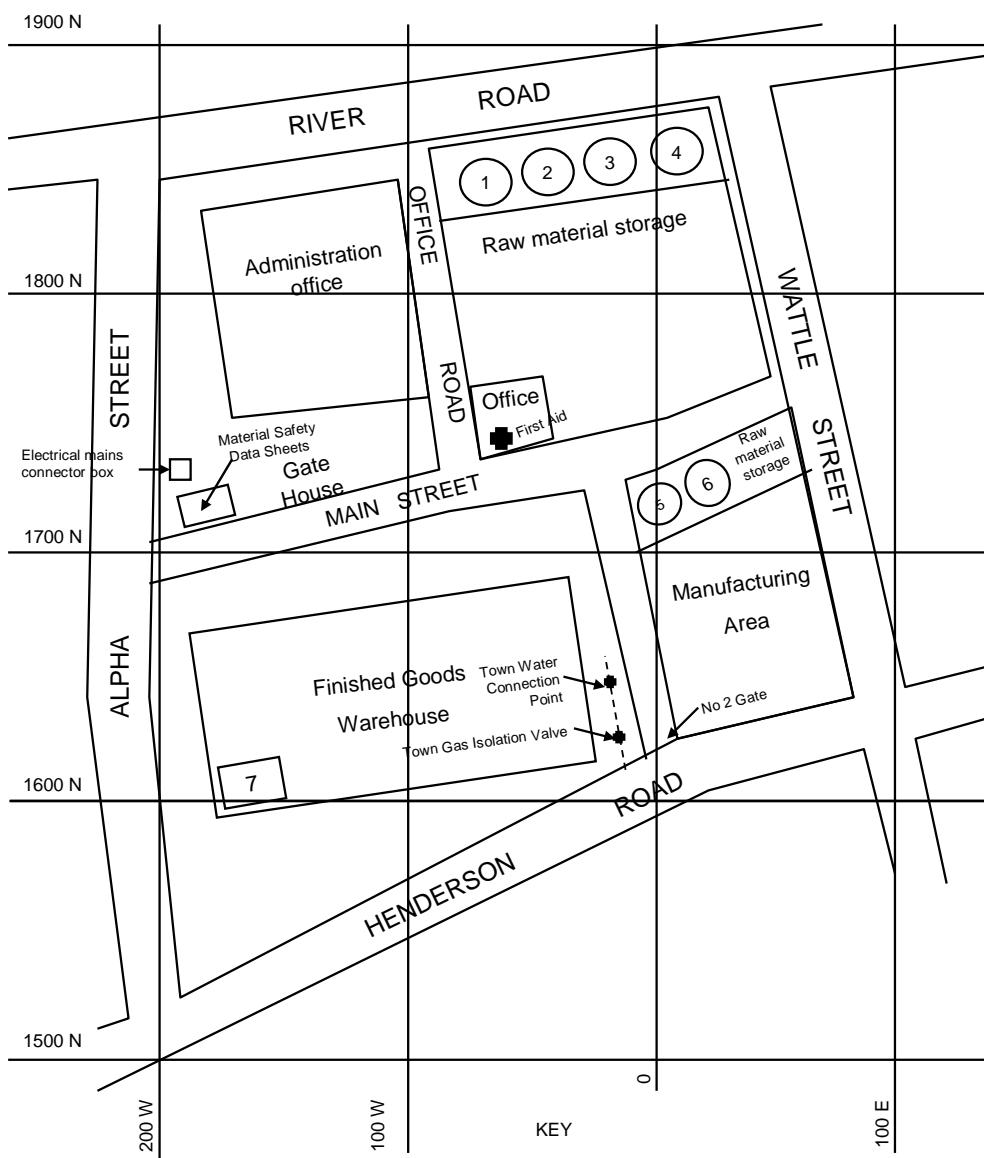 1900 N
RIVER ROAD
1
2
3
4
OFFICE
Raw material storage
Administration
office
1800 N
WATTLE
STREET
ROAD
Office
First Aid
STREET
Electrical mains
connector box
Material Safety
Data Sheets
Gate
House
MAIN STREET
Raw
material
storage
5
6
1700 N
Manufacturing
Area
ALPHA
Finished Goods
Warehouse
Town Water
Connection
Point
Town Gas Isolation Valve
No 2 Gate
7
1600 N
HENDERSON ROAD
1500 N
200 W
100 W
0
100 E
KEY